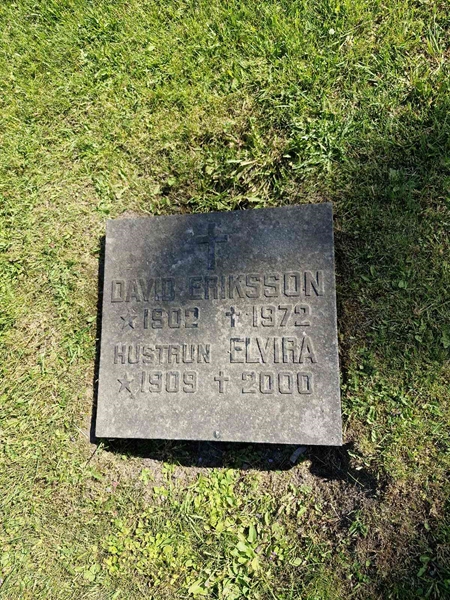 DAVID ERIKSSON
★ 1902 ✝ 1972
HUSTRUN ELVIRA
★ 1909 ✝ 2000